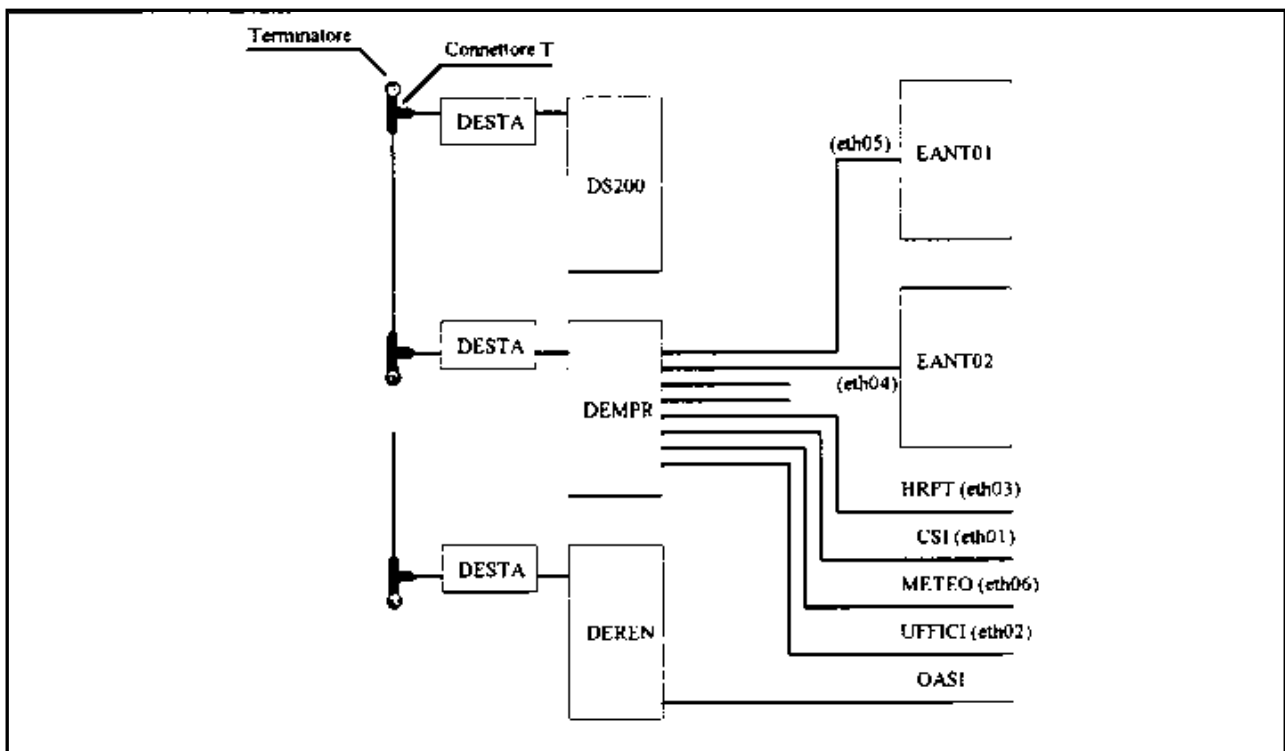 Terminatore
Connettore T
DESTA
DS200
(eth05)
EANT01
DESTA
DEMPR
(eth04)
EANT02
HRPT (eth03)
CSI (eth01)
METEO (eth06)
UFFICI (eth02)
OASI
DESTA
DEREN